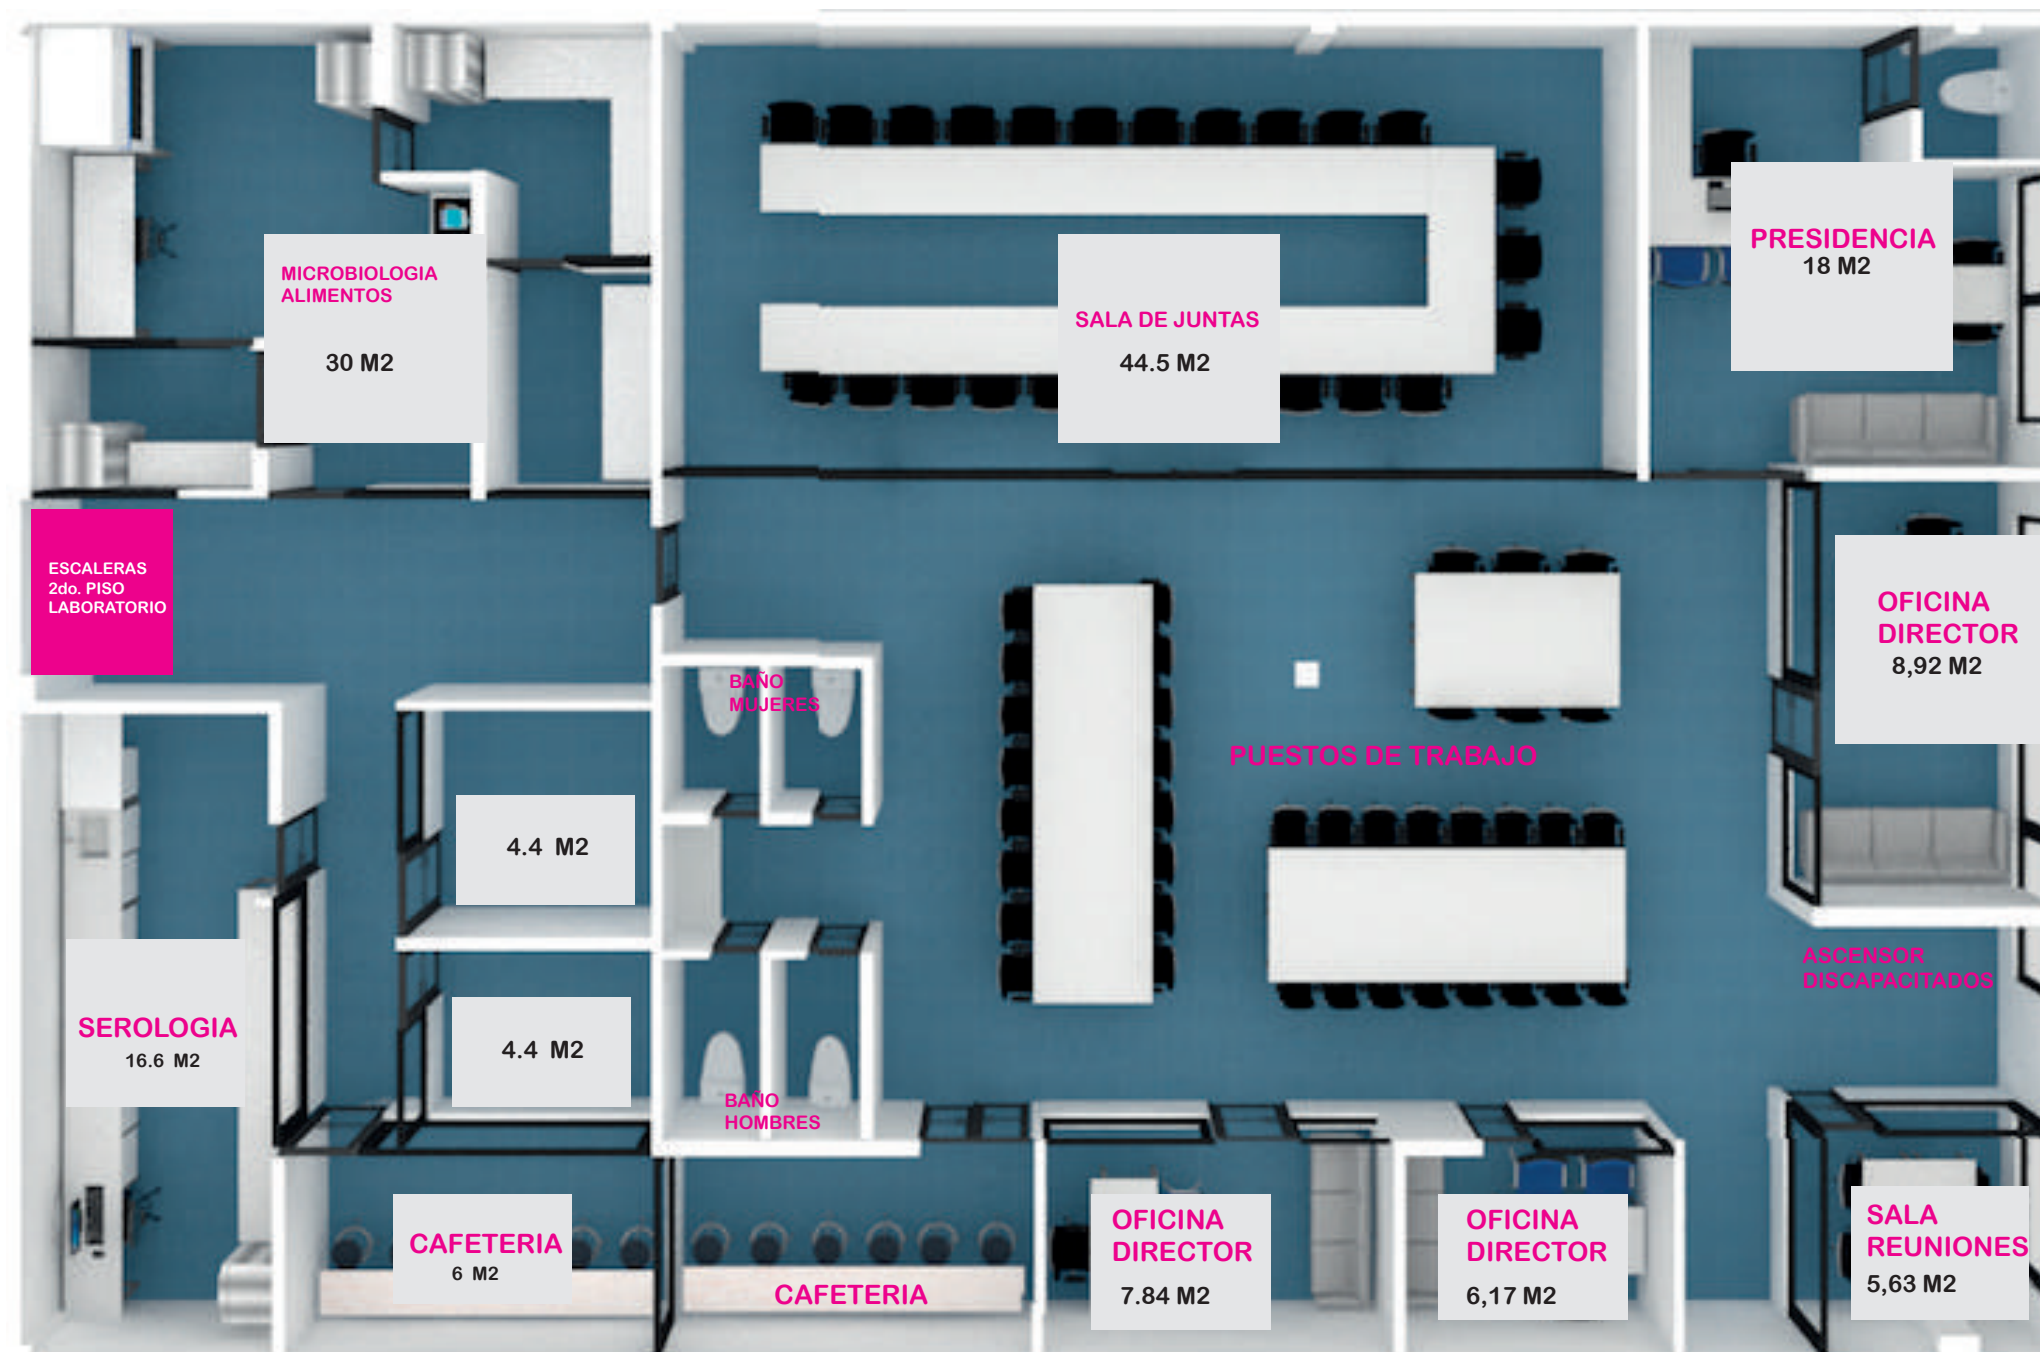 MICROBIOLOGIA
ALIMENTOS
30 M2
SALA DE JUNTAS
44.5 M2
PRESIDENCIA
18 M2
ESCALERAS
2do. PISO
LABORATORIO
OFICINA
DIRECTOR
8,92 M2
BAÑO
MUJERES
PUESTOS DE TRABAJO
4.4 M2
ASCENSOR
DISCAPACITADOS
SEROLOGIA
16.6 M2
4.4 M2
BAÑO
HOMBRES
CAFETERIA
6 M2
CAFETERIA
OFICINA
DIRECTOR
7.84 M2
OFICINA
DIRECTOR
6,17 M2
SALA
REUNIONES
5,63 M2